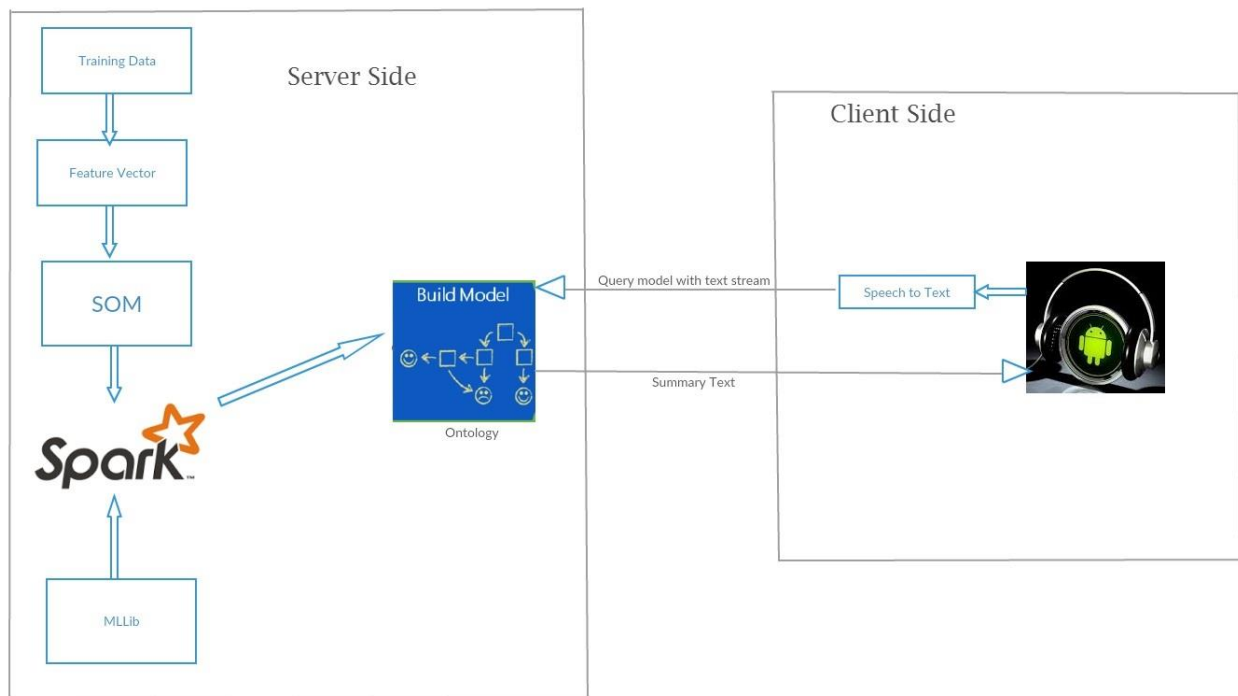 Training Data
Server Side
Client Side
Feature Vector
SOM
Query model with text stream
Speech to Text
Build Model
Summary Text
Ontology
Spark™
MLLib